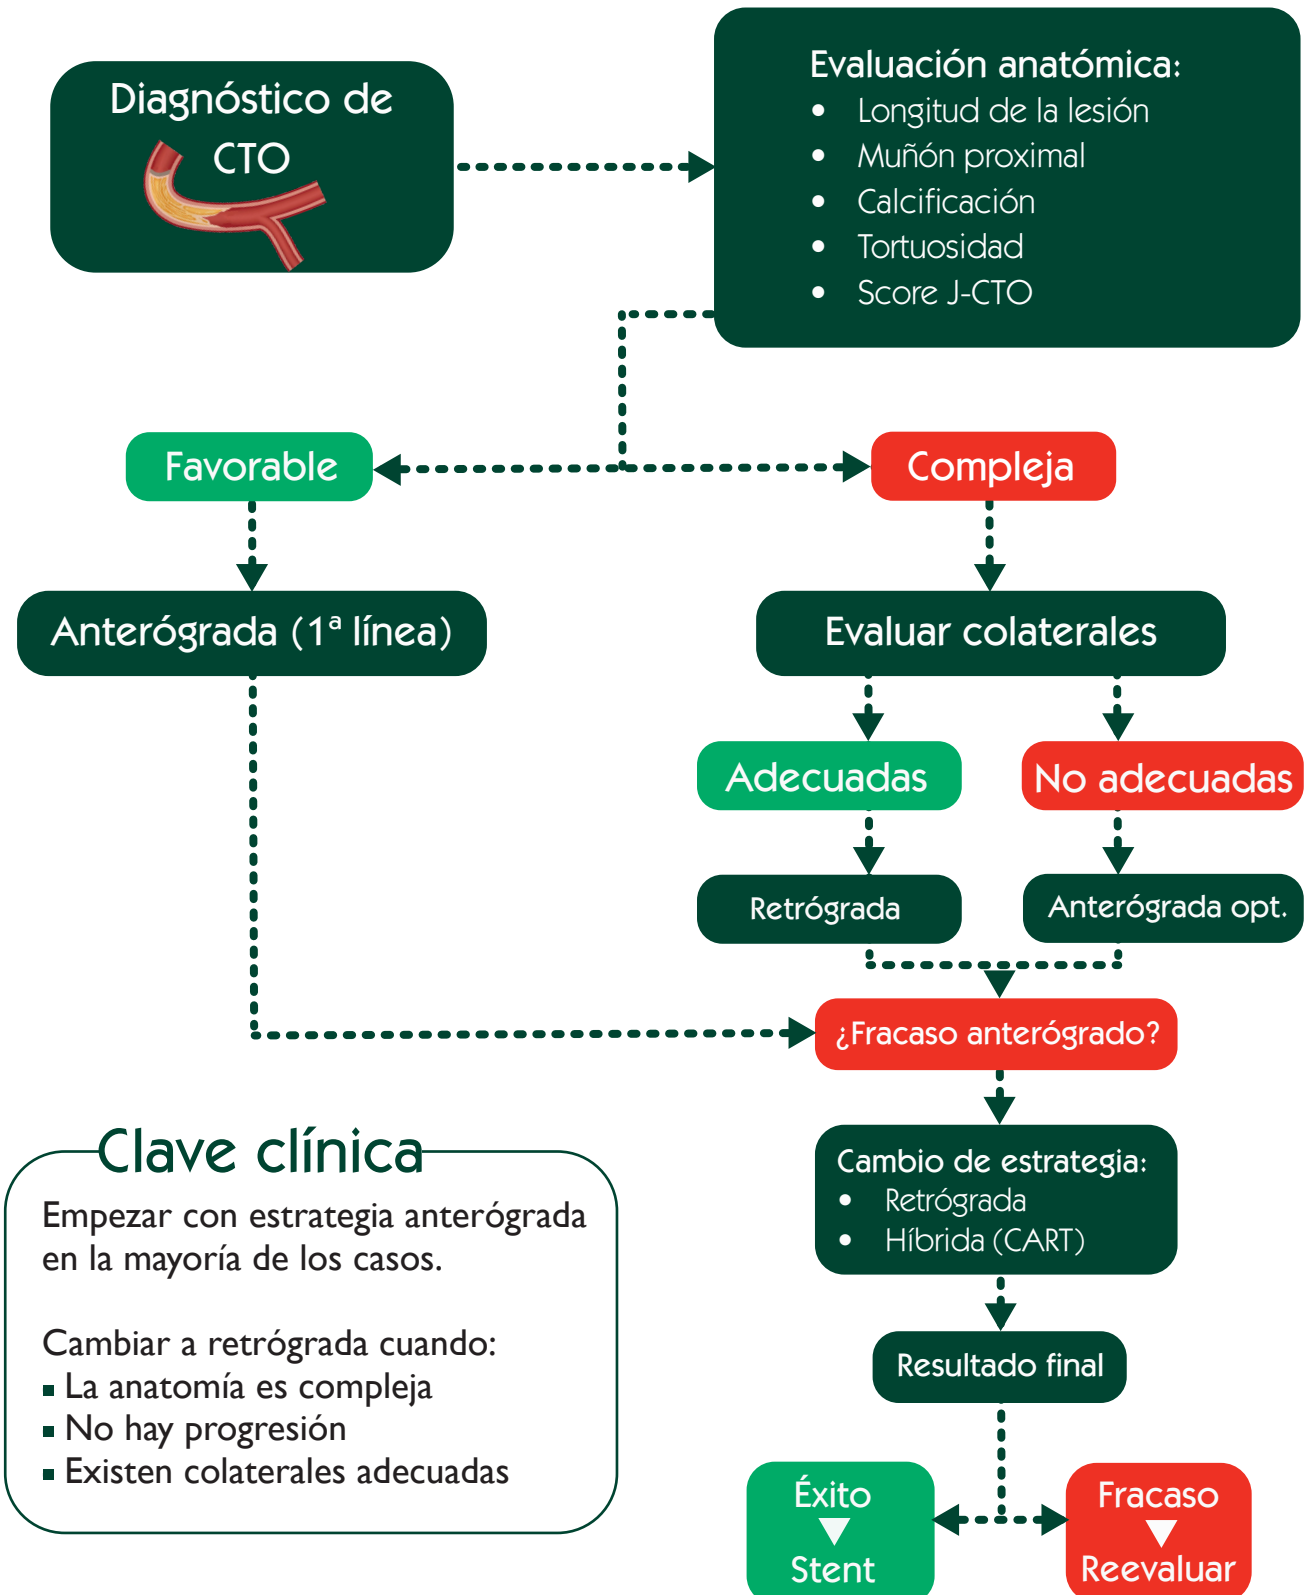 Diagnóstico de
CTO
Evaluación anatómica:
• Longitud de la lesión
• Muñón proximal
• Calcificación
• Tortuosidad
• Score J-CTO
Favorable
Compleja
Anterógrada (1ª línea)
Evaluar colaterales
Adecuadas
No adecuadas
Retrógrada
Anterógrada opt.
¿Fracaso anterógrado?
Cambio de estrategia:
• Retrógrada
• Híbrida (CART)
Resultado final
Éxito
Stent
Fracaso
Reevaluar
Clave clínica
Empezar con estrategia anterógrada
en la mayoría de los casos.
Cambiar a retrógrada cuando:
▪ La anatomía es compleja
▪ No hay progresión
▪ Existen colaterales adecuadas